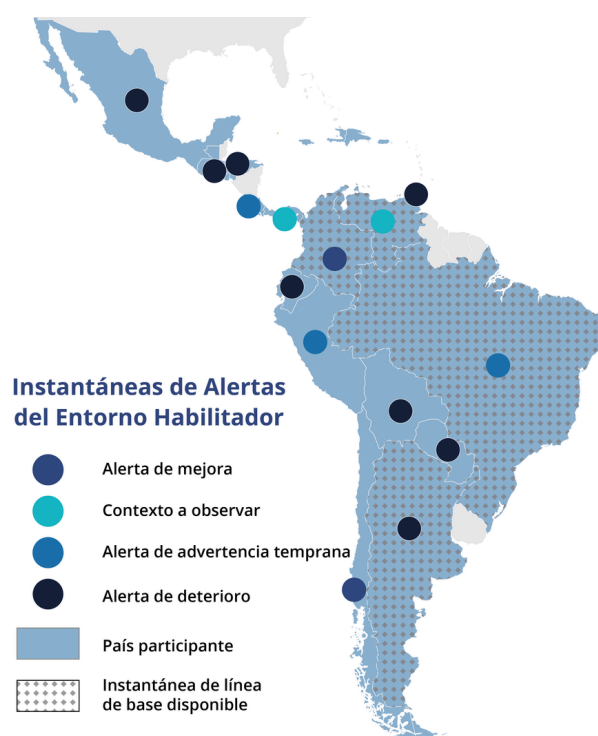 Instantáneas de Alertas
del Entorno Habilitador
Alerta de mejora
Contexto a observar
Alerta de advertencia temprana
Alerta de deterioro
País participante
Instantánea de línea
de base disponible